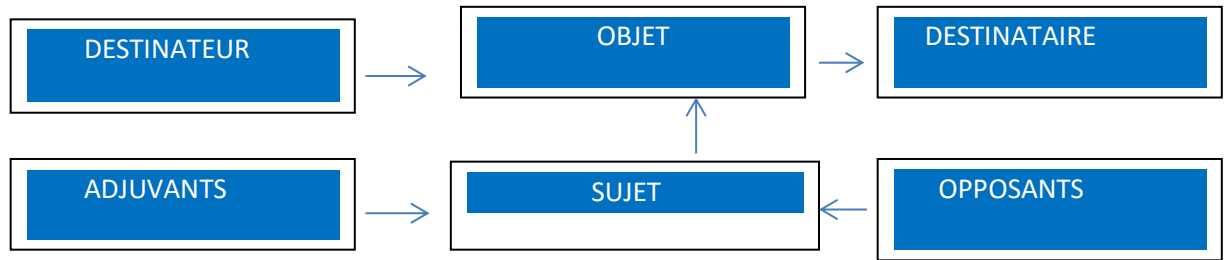 DESTINATEUR
OBJET
DESTINATAIRE
ADJUVANTS
SUJET
OPPOSANTS